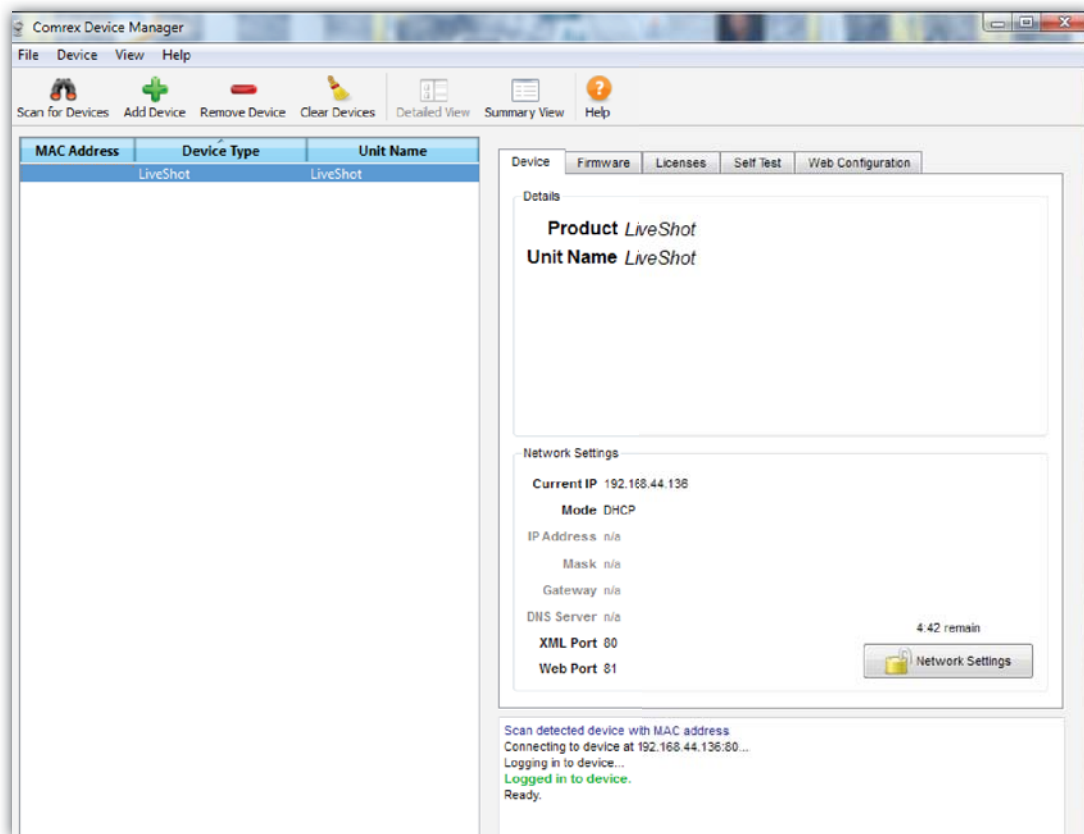 Comrex Device Manager
File Device View Help
Scan for Devices Add Device Remove Device Clear Devices Detailed View Summary View Help
MAC Address Device Type Unit Name
LiveShot LiveShot
Device Firmware Licenses Self Test Web Configuration
Details
Product LiveShot
Unit Name LiveShot
Network Settings
Current IP 192.168.44.136
Mode DHCP
IP Address n/a
Mask n/a
Gateway n/a
DNS Server n/a
4:42 remain
XML Port 80
Network Settings
Web Port 81
Scan detected device with MAC address
Connecting to device at 192.168.44.136:80...
Logging in to device...
Logged in to device.
Ready.